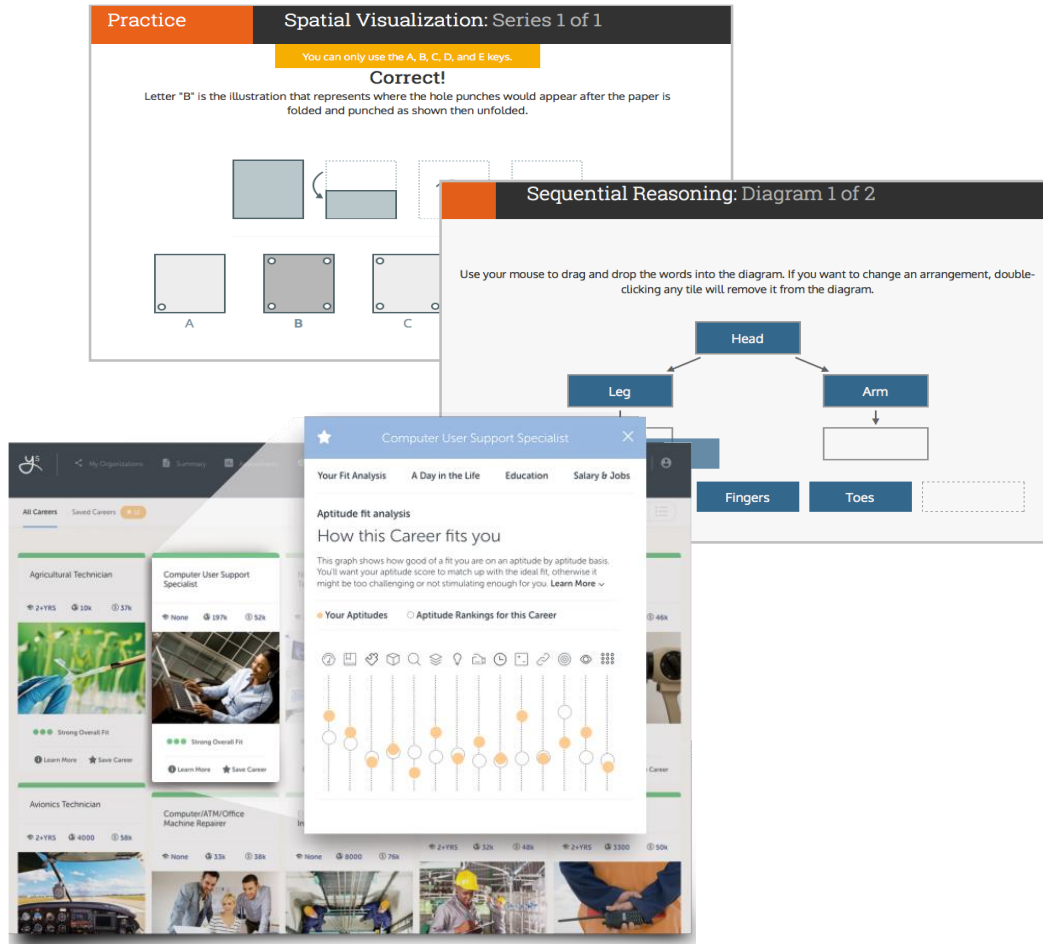 Practice
Spatial Visualization: Series 1 of 1
You can only use the A, B, C, D, and E keys.
Correct!
Letter "B" is the illustration that represents where the hole punches would appear after the paper is
folded and punched as shown then unfolded.
A
B
C
Sequential Reasoning: Diagram 1 of 2
Use your mouse to drag and drop the words into the diagram. If you want to change an arrangement, double-
clicking any tile will remove it from the diagram.
Head
Leg
Arm
Fingers
Toes
ys
My Organizations
Summary
All Careers
Saved Careers
Computer User Support Specialist
Your Fit Analysis
A Day in the Life
Education
Salary & Jobs
Aptitude fit analysis
How this Career fits you
This graph shows how good of a fit you are on an aptitude by aptitude basis.
You'll want your aptitude score to match up with the ideal fit, otherwise it
might be too challenging or not stimulating enough for you. Learn More
Your Aptitudes
Aptitude Rankings for this Career
Agricultural Technician
2+YRS
10k
37k
Strong Overall Fit
Learn More
Save Career
Computer User Support
Specialist
None
197k
52k
Strong Overall Fit
Learn More
Save Career
46k
Career
Avionics Technician
2+YRS
4000
58k
Computer/ATM/Office
Machine Repairer
None
33k
38k
None
8000
76k
2+YRS
32k
48k
2+YRS
3300
50k